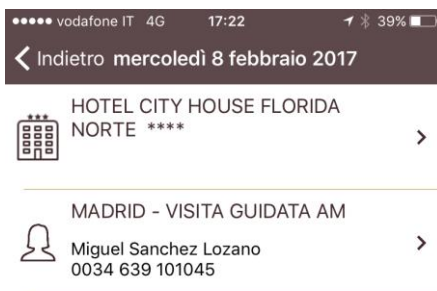 vodafone IT 4G 17:22 39%
Indietro mercoledì 8 febbraio 2017
HOTEL CITY HOUSE FLORIDA
NORTE ****
MADRID - VISITA GUIDATA AM
Miguel Sanchez Lozano
0034 639 101045